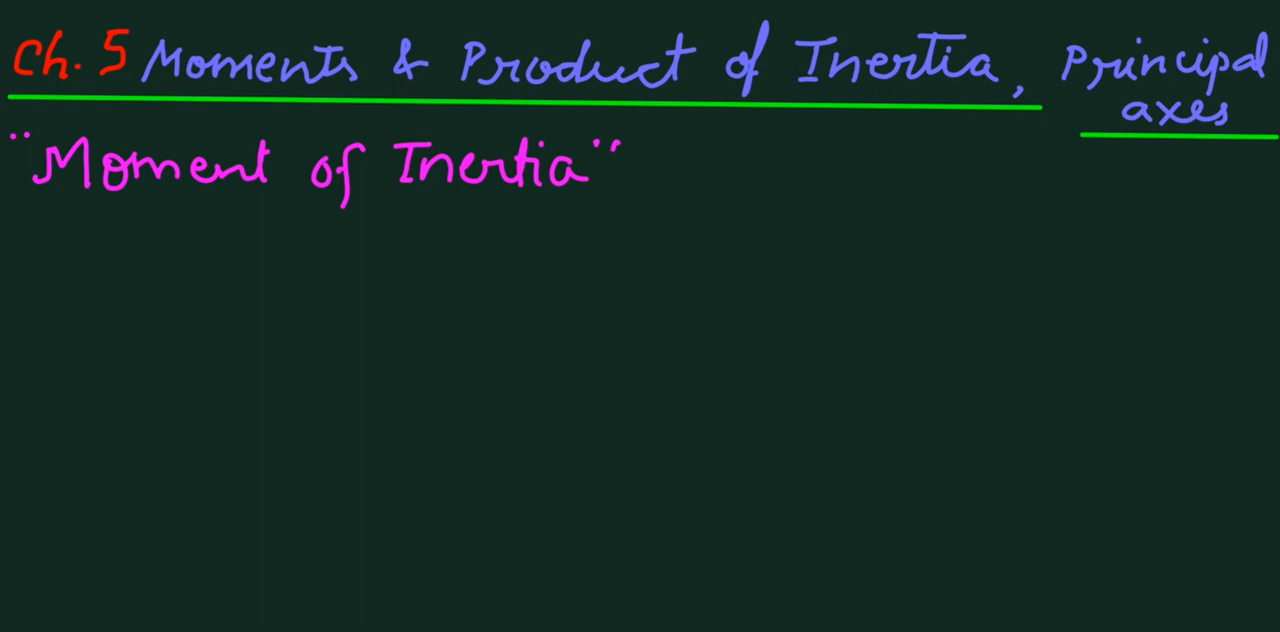 Ch. 5 Moments & Product of Inertia, Principal
axes
"Moment of Inertia"